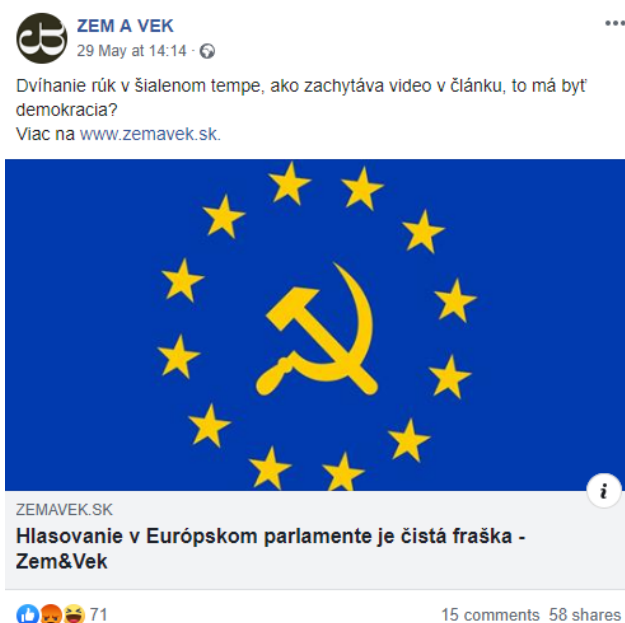 ZEM A VEK
29 May at 14:14
Dvíhanie rúk v šialenom tempe, ako zachytáva video v článku, to má byť
demokracia?
Viac na www.zemavek.sk.
ZEMAVEK.SK
Hlasovanie v Európskom parlamente je čistá fraška -
Zem&Vek
71
15 comments 58 shares